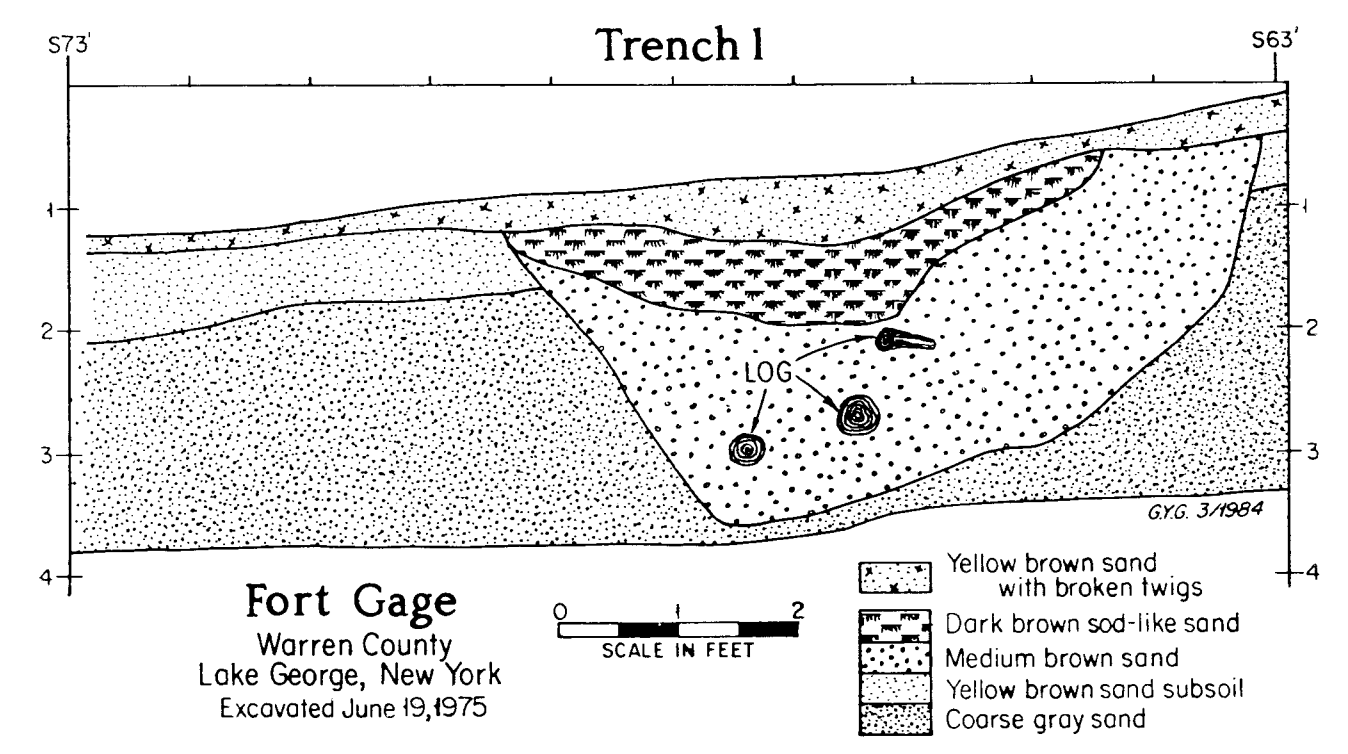 Trench 1
S73'
S63'
1
2
3
4
1
2
3
4
LOG
G.Y.G. 3/1984
Fort Gage
Warren County
Lake George, New York
Excavated June 19, 1975
0 1 2
SCALE IN FEET
Yellow brown sand
with broken twigs
Dark brown sod-like sand
Medium brown sand
Yellow brown sand subsoil
Coarse gray sand